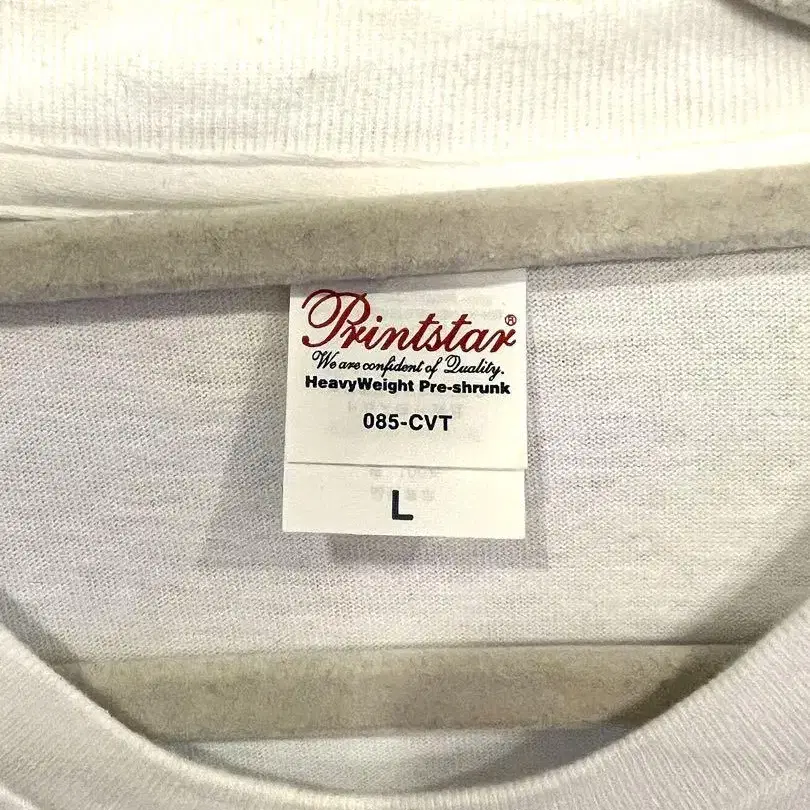 Printstar®
We are confident of Quality.
HeavyWeight Pre-shrunk
085-CVT
L